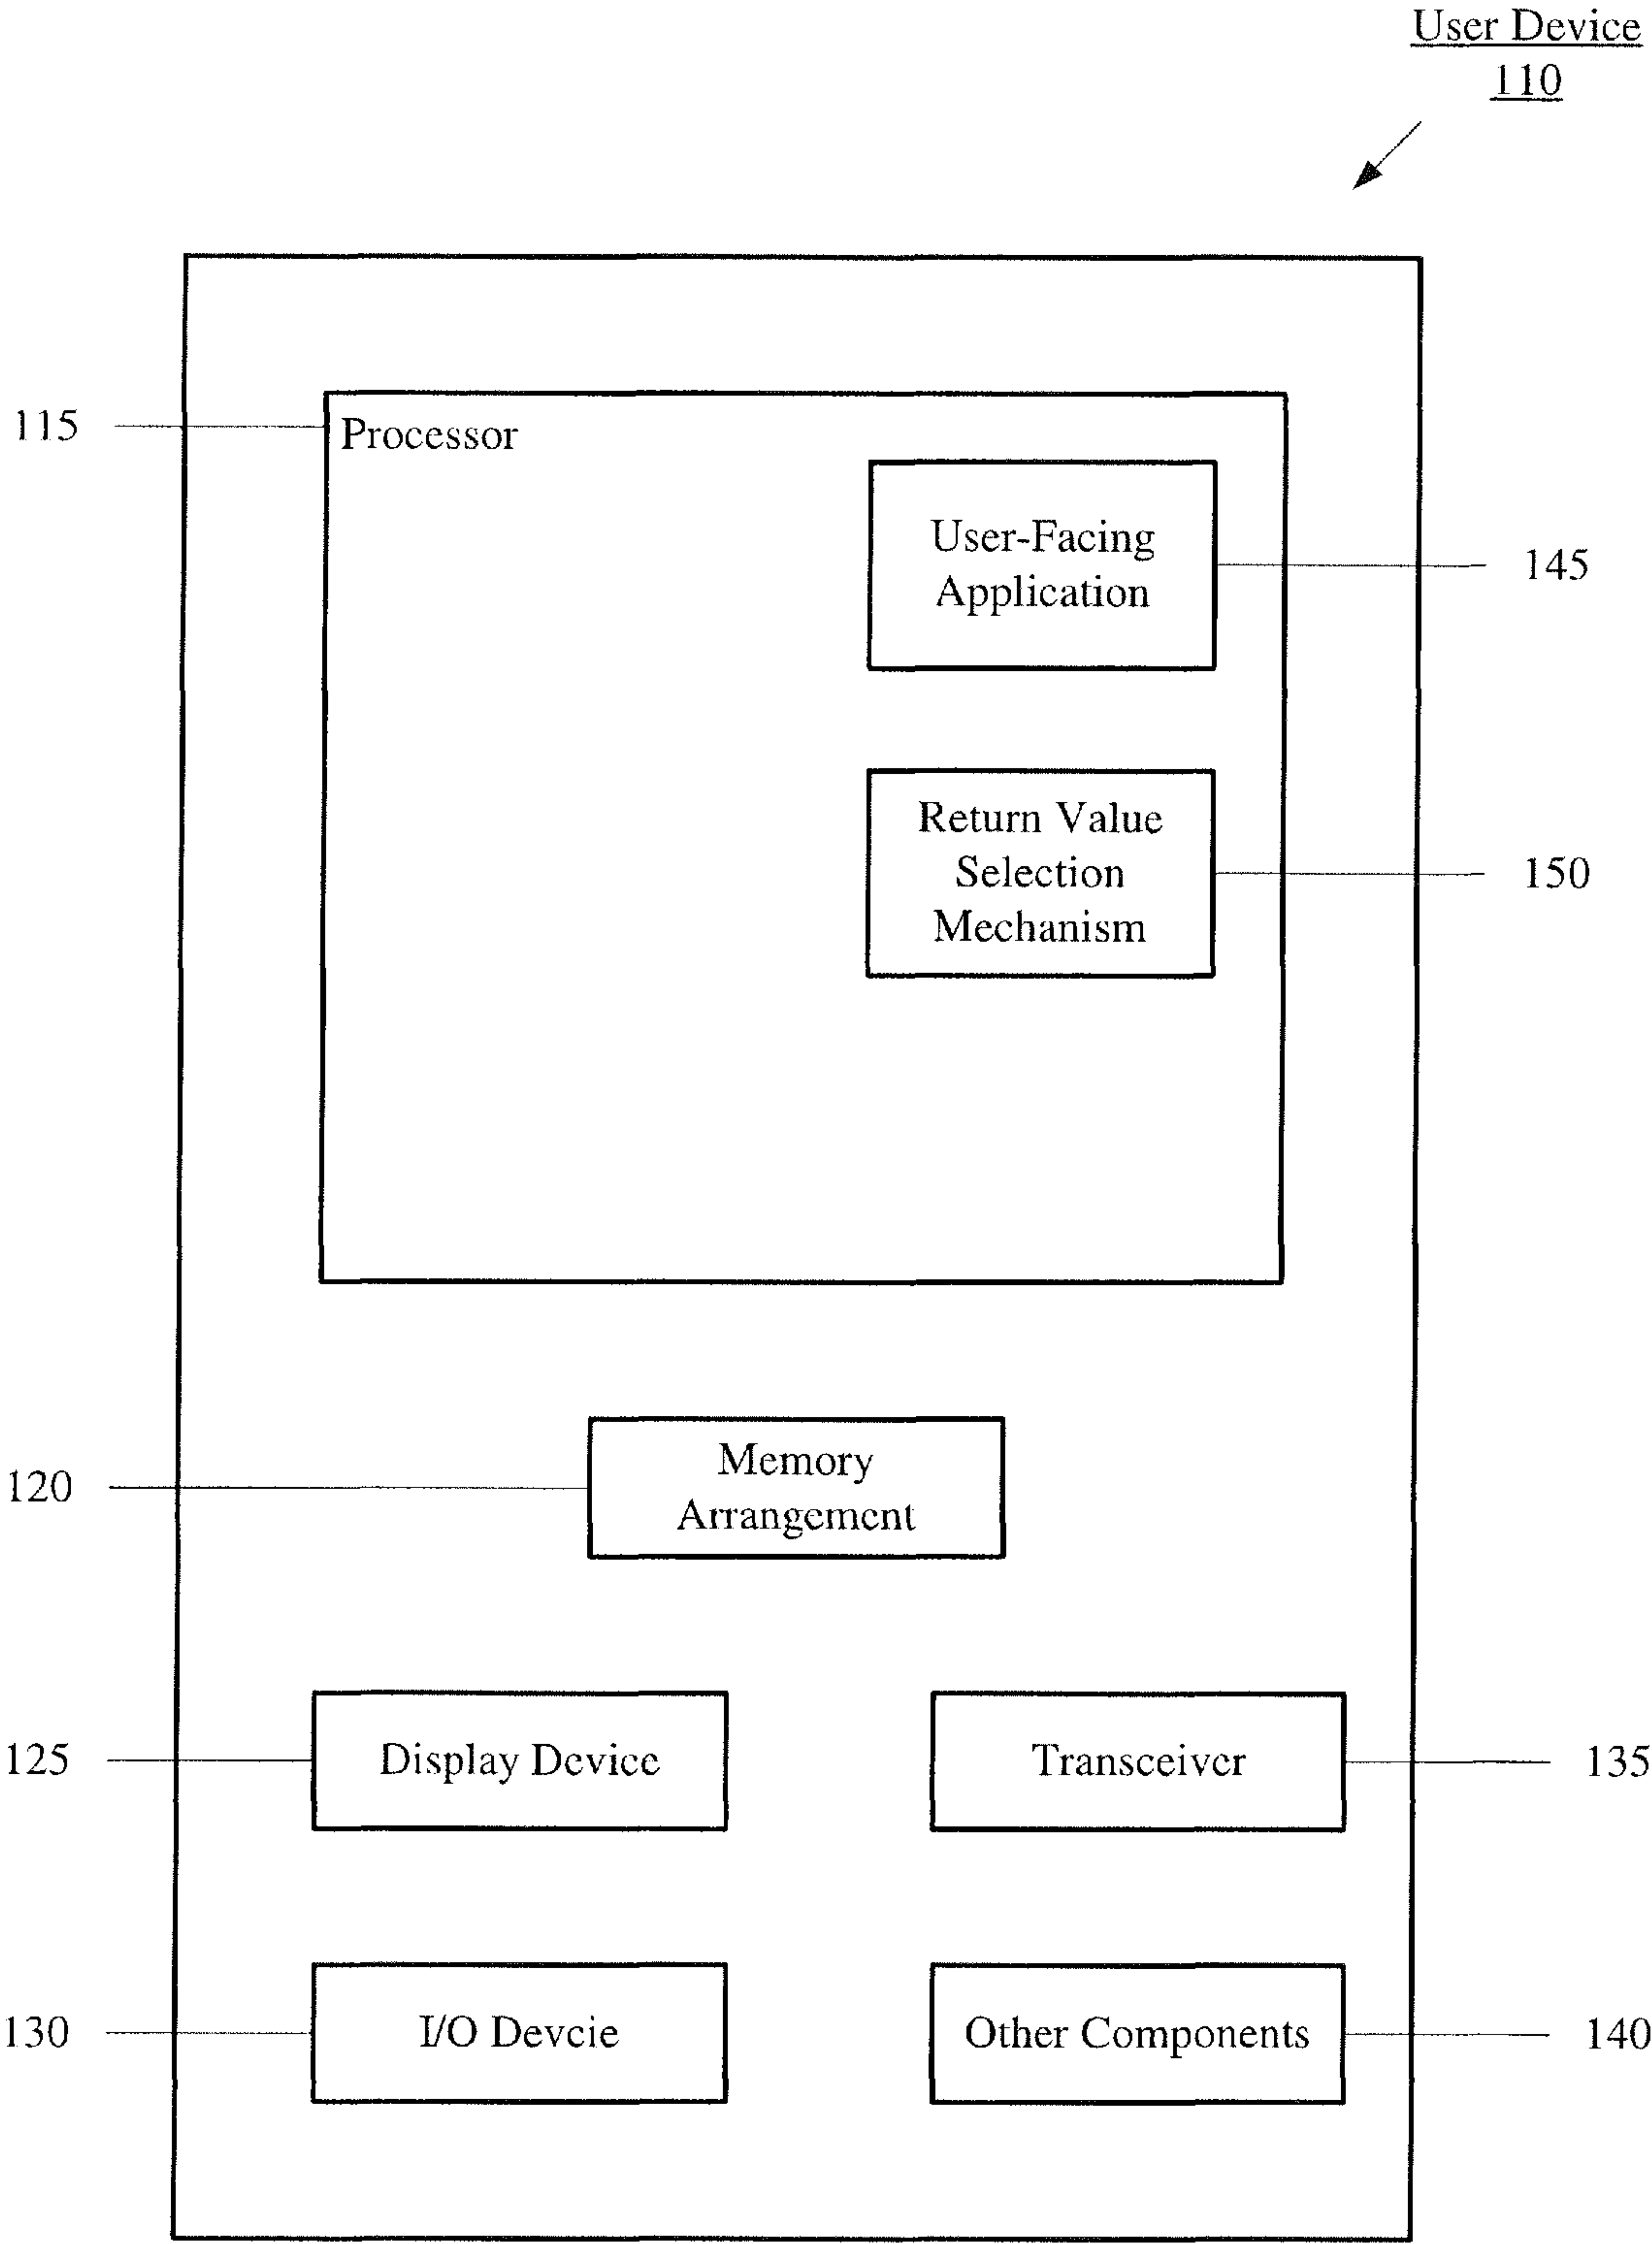 User Device
110
115
Processor
User-Facing
Application
145
Return Value
Selection
Mechanism
150
120
Memory
Arrangement
125
Display Device
Transceiver
135
130
I/O Devcie
Other Components
140